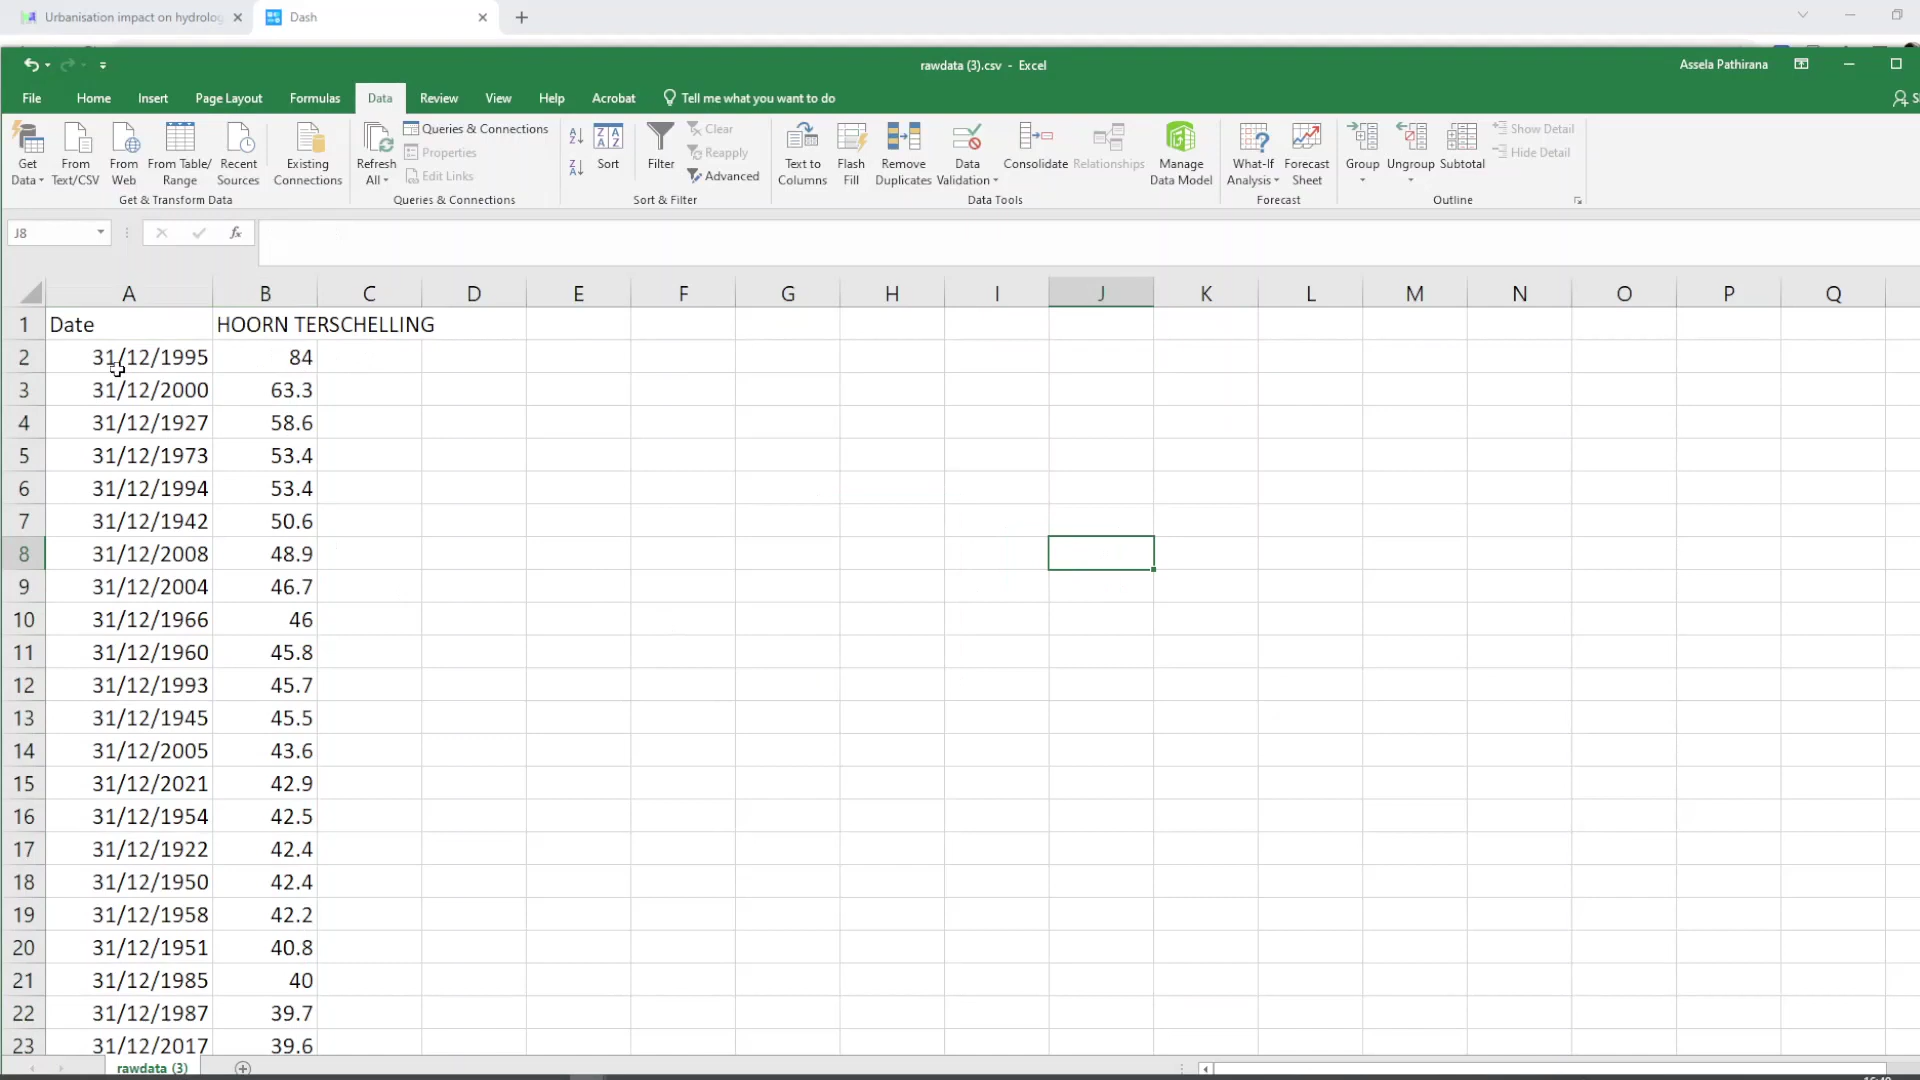 Urbanisation impact on hydrolog
Dash
rawdata (3).csv - Excel
Assela Pathirana
File Home Insert Page Layout Formulas Data Review View Help Acrobat Tell me what you want to do
Get Data
From Text/CSV
From Web
From Table/ Range
Recent Sources
Existing Connections
Get & Transform Data
Refresh All
Queries & Connections
Properties
Edit Links
Queries & Connections
Sort
Filter
Clear
Reapply
Advanced
Sort & Filter
Text to Columns
Flash Fill
Remove Duplicates
Data Validation
Consolidate
Relationships
Manage Data Model
Data Tools
What-If Analysis
Forecast Sheet
Forecast
Group
Ungroup
Subtotal
Show Detail
Hide Detail
Outline
J8
fx
A B C D E F G H I J K L M N O P Q
1 Date HOORN TERSCHELLING
2 31/12/1995 84
3 31/12/2000 63.3
4 31/12/1927 58.6
5 31/12/1973 53.4
6 31/12/1994 53.4
7 31/12/1942 50.6
8 31/12/2008 48.9
9 31/12/2004 46.7
10 31/12/1966 46
11 31/12/1960 45.8
12 31/12/1993 45.7
13 31/12/1945 45.5
14 31/12/2005 43.6
15 31/12/2021 42.9
16 31/12/1954 42.5
17 31/12/1922 42.4
18 31/12/1950 42.4
19 31/12/1958 42.2
20 31/12/1951 40.8
21 31/12/1985 40
22 31/12/1987 39.7
23 31/12/2017 39.6
rawdata (3)